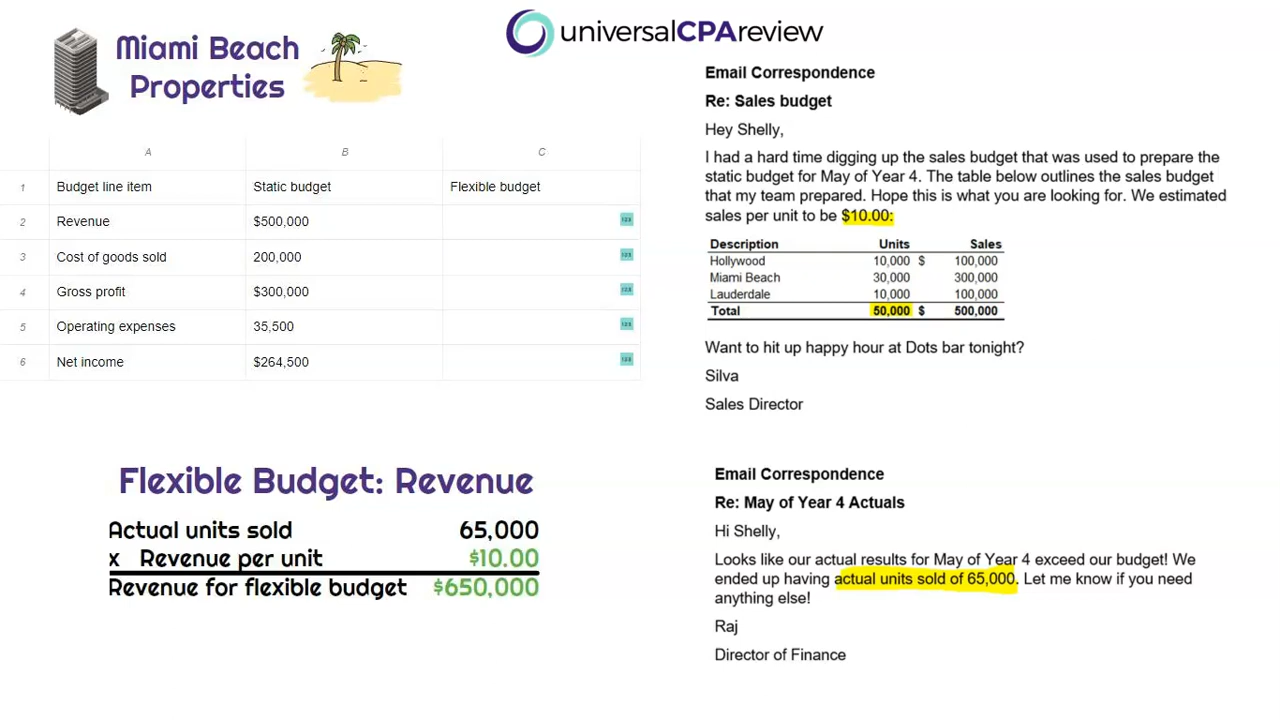 universalCPAreview
Miami Beach
Properties
A B C
1 Budget line item Static budget Flexible budget
2 Revenue $500,000
3 Cost of goods sold 200,000
4 Gross profit $300,000
5 Operating expenses 35,500
6 Net income $264,500
Flexible Budget: Revenue
Actual units sold 65,000
x Revenue per unit $10.00
Revenue for flexible budget $650,000
Email Correspondence
Re: Sales budget
Hey Shelly,
I had a hard time digging up the sales budget that was used to prepare the
static budget for May of Year 4. The table below outlines the sales budget
that my team prepared. Hope this is what you are looking for. We estimated
sales per unit to be $10.00:
Description Units Sales
Hollywood 10,000 $ 100,000
Miami Beach 30,000 300,000
Lauderdale 10,000 100,000
Total 50,000 $ 500,000
Want to hit up happy hour at Dots bar tonight?
Silva
Sales Director
Email Correspondence
Re: May of Year 4 Actuals
Hi Shelly,
Looks like our actual results for May of Year 4 exceed our budget! We
ended up having actual units sold of 65,000. Let me know if you need
anything else!
Raj
Director of Finance